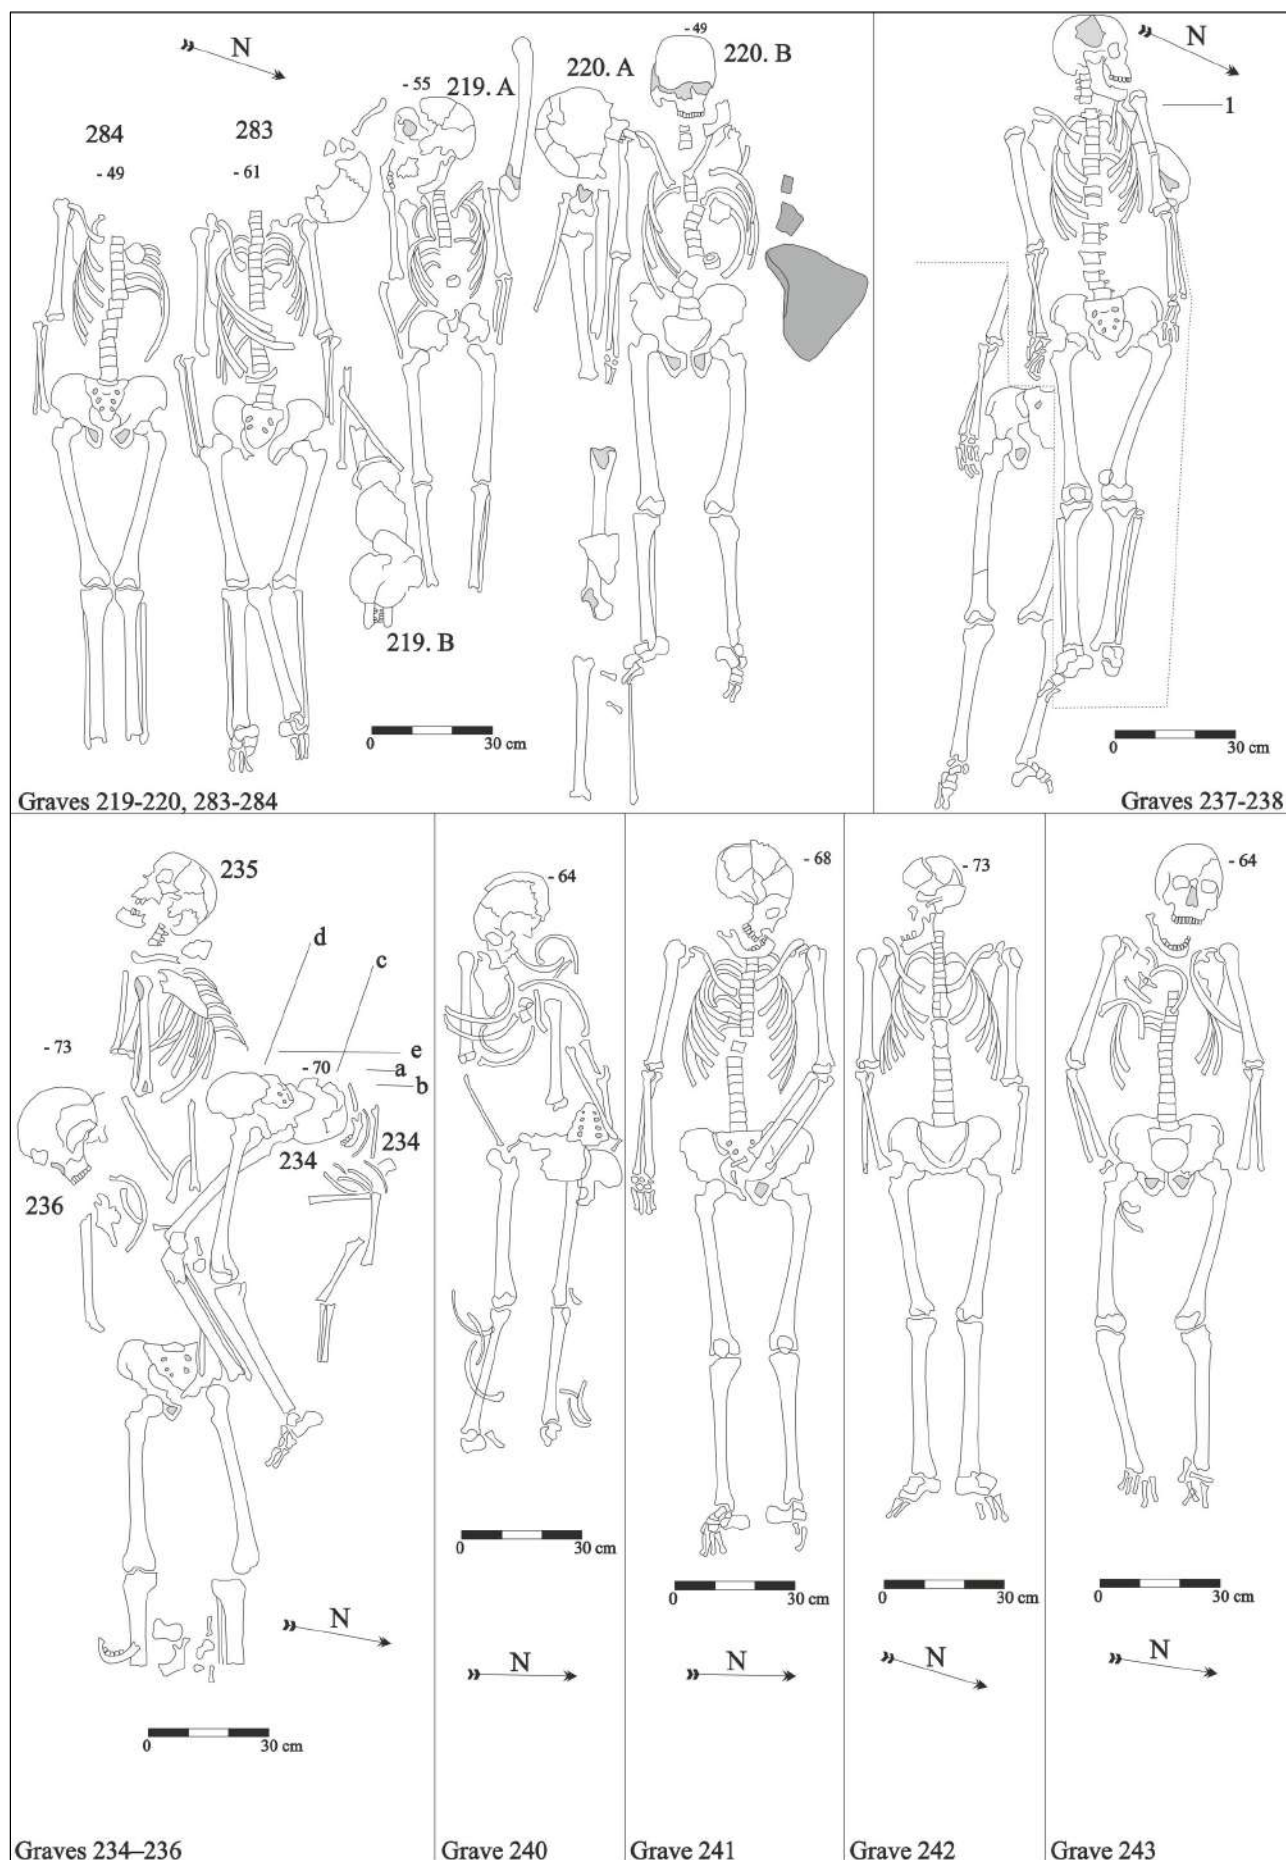 N
284
- 49
283
- 61
- 55
219. A
220. A
- 49
220. B
219. B
0 30 cm
Graves 219-220, 283-284
N
1
0 30 cm
Graves 237-238
235
d
c
- 73
e
- 70
a
b
234
234
236
N
0 30 cm
Graves 234–236
- 64
0 30 cm
N
Grave 240
- 68
0 30 cm
N
Grave 241
- 73
0 30 cm
N
Grave 242
- 64
0 30 cm
N
Grave 243